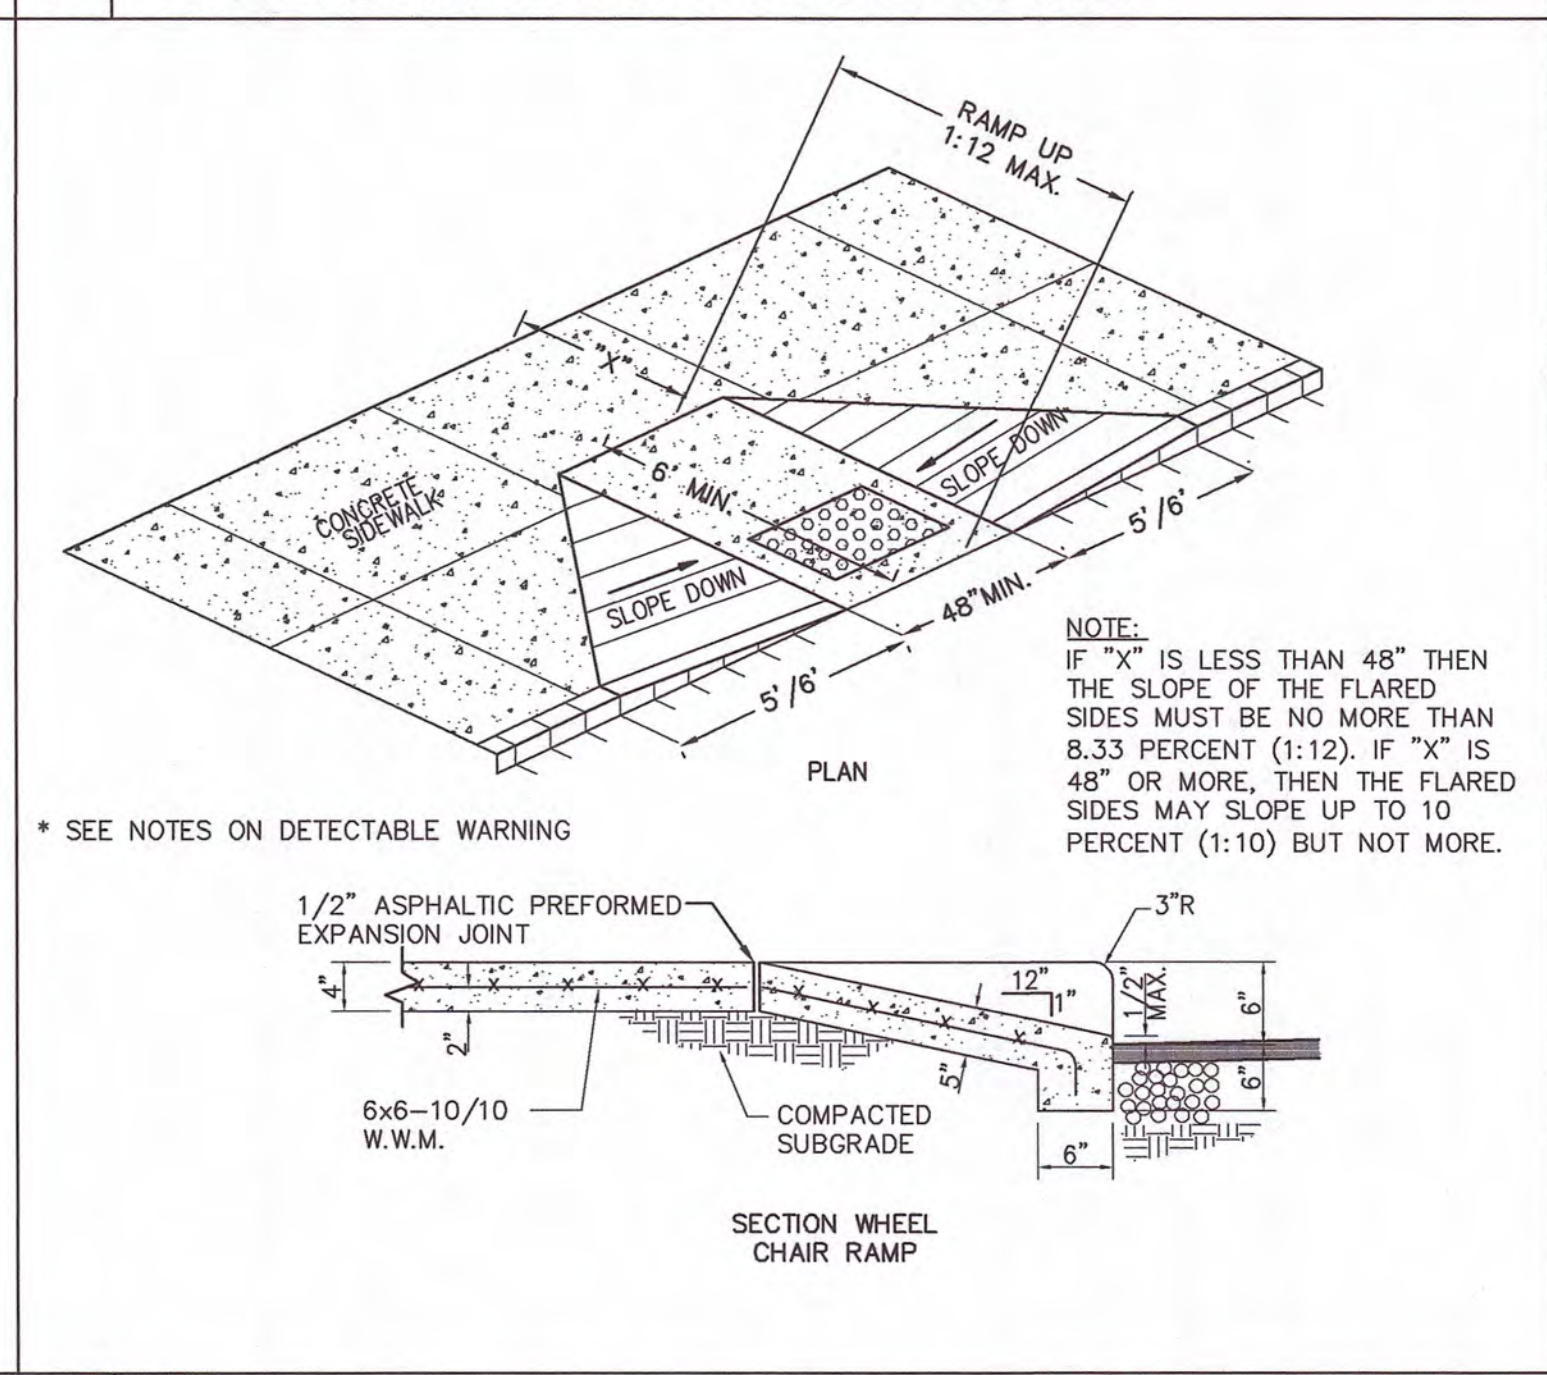 RAMP UP
1:12 MAX.
"X"
6' MIN.
SLOPE DOWN
CONCRETE
SIDEWALK
SLOPE DOWN
5'/6'
48"MIN.
5'/6'
PLAN
NOTE:
IF "X" IS LESS THAN 48" THEN
THE SLOPE OF THE FLARED
SIDES MUST BE NO MORE THAN
8.33 PERCENT (1:12). IF "X" IS
48" OR MORE, THEN THE FLARED
SIDES MAY SLOPE UP TO 10
PERCENT (1:10) BUT NOT MORE.
* SEE NOTES ON DETECTABLE WARNING
1/2" ASPHALTIC PREFORMED
EXPANSION JOINT
3"R
4"
2"
12"
1"
1/2"
MAX.
6"
6"
5"
6"
6x6-10/10
W.W.M.
COMPACTED
SUBGRADE
SECTION WHEEL
CHAIR RAMP